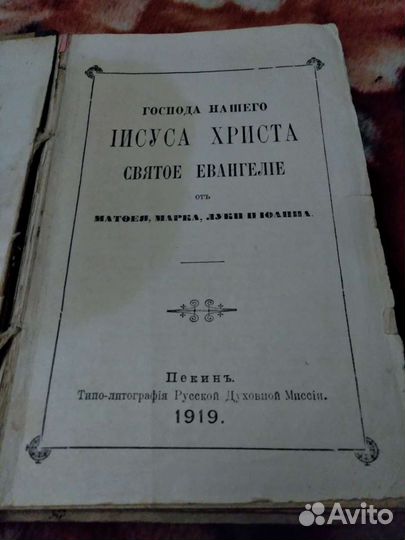 ГОСПОДА НАШЕГО
ІИСУСА ХРИСТА
СВЯТОЕ ЕВАНГЕЛІЕ
отъ
МАТѲЕЯ, МАРКА, ЛУКИ И ІОАННА.
Пекинъ.
Типо-литографія Русской Духовной Миссіи.
1919.
Avito